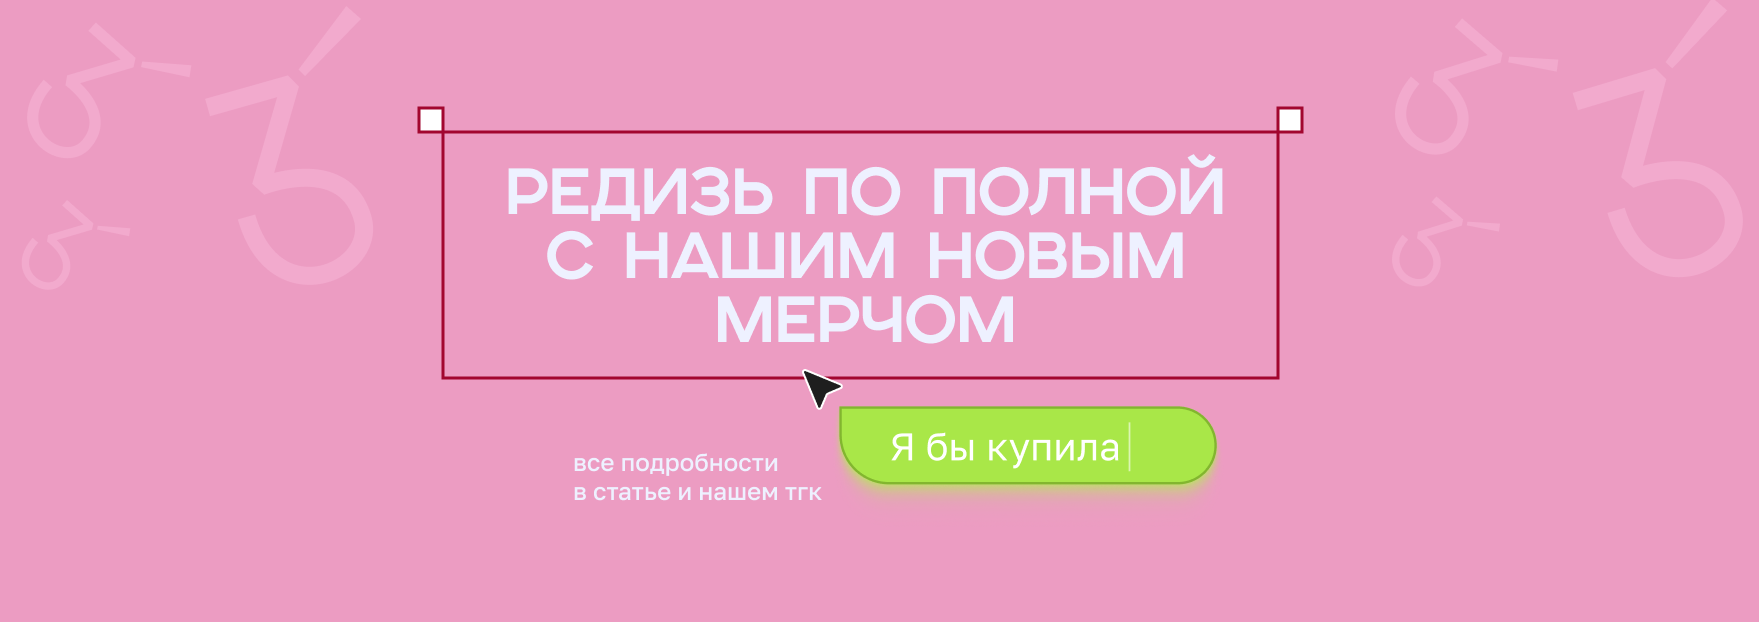 РЕДИЗЬ ПО ПОЛНОЙ
С НАШИМ НОВЫМ
МЕРЧОМ
Я бы купила
все подробности
в статье и нашем тгк